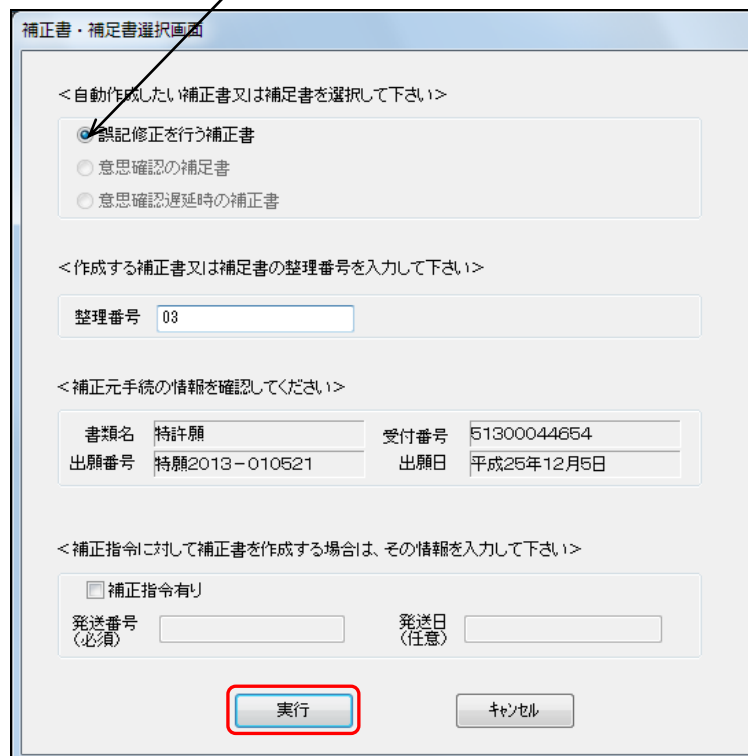 補正書・補足書選択画面
＜自動作成したい補正書又は補足書を選択して下さい＞
誤記修正を行う補正書
意思確認の補足書
意思確認遅延時の補正書
＜作成する補正書又は補足書の整理番号を入力して下さい＞
整理番号 03
＜補正元手続の情報を確認してください＞
書類名 特許願 受付番号 51300044654
出願番号 特願2013－010521 出願日 平成25年12月5日
＜補正指令に対して補正書を作成する場合は、その情報を入力して下さい＞
補正指令有り
発送番号 発送日
(必須) (任意)
実行 ｷｬﾝｾﾙ